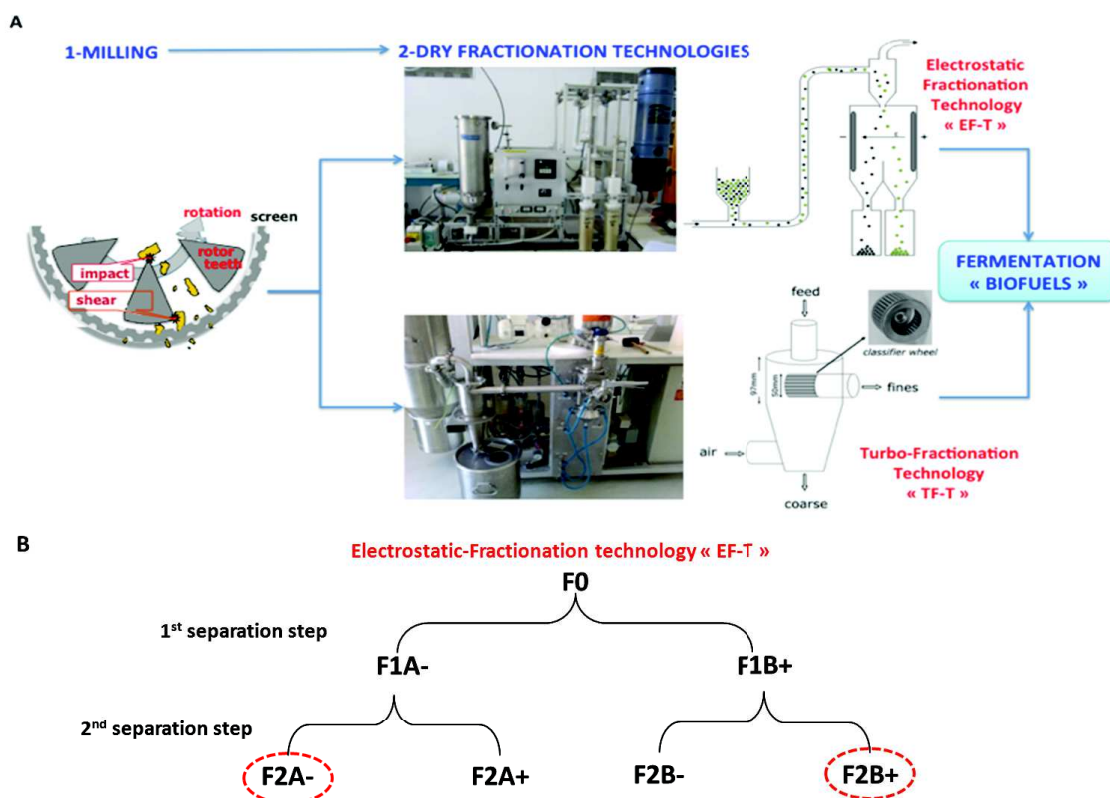 A
1-MILLING
2-DRY FRACTIONATION TECHNOLOGIES
Electrostatic
Fractionation
Technology
« EF-T »
rotation
screen
rotor
teeth
impact
shear
FERMENTATION
« BIOFUELS »
feed
classifier wheel
97mm
50mm
fines
air
coarse
Turbo-Fractionation
Technology
« TF-T »
B
Electrostatic-Fractionation technology « EF-T »
F0
1st separation step
F1A-
F1B+
2nd separation step
F2A-
F2A+
F2B-
F2B+